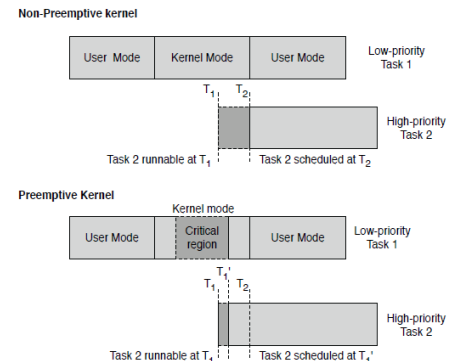 Non-Preemptive kernel
User Mode Kernel Mode User Mode Low-priority
Task 1
T1 T2
High-priority
Task 2
Task 2 runnable at T1 Task 2 scheduled at T2
Preemptive Kernel
Kernel mode
User Mode Critical
region User Mode Low-priority
Task 1
T1 T1' T2
High-priority
Task 2
Task 2 runnable at T1 Task 2 scheduled at T1'